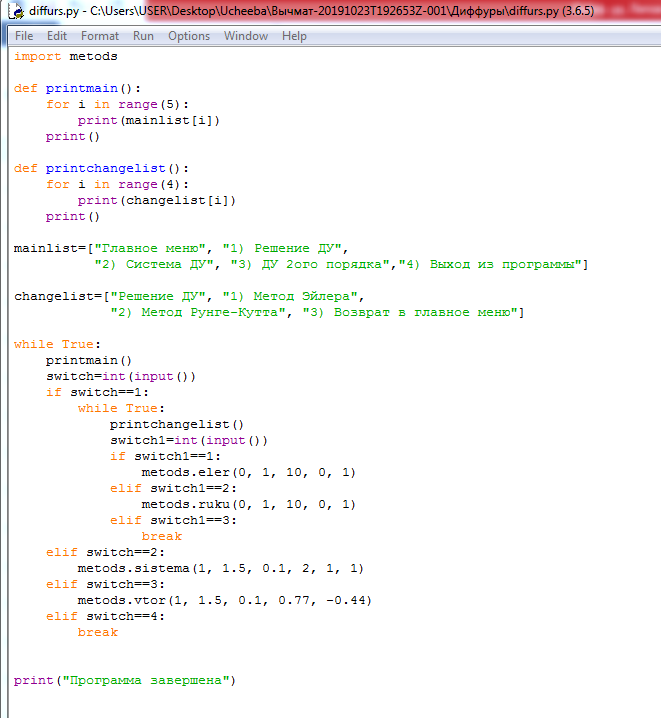 diffurs.py - C:\Users\USER\Desktop\Ucheeba\Вычмат-20191023T192653Z-001\Диффуры\diffurs.py (3.6.5)
File Edit Format Run Options Window Help
import metods

def printmain():
    for i in range(5):
        print(mainlist[i])
    print()

def printchangelist():
    for i in range(4):
        print(changelist[i])
    print()

mainlist=["Главное меню", "1) Решение ДУ",
          "2) Система ДУ", "3) ДУ 2ого порядка","4) Выход из программы"]

changelist=["Решение ДУ", "1) Метод Эйлера",
            "2) Метод Рунге-Кутта", "3) Возврат в главное меню"]

while True:
    printmain()
    switch=int(input())
    if switch==1:
        while True:
            printchangelist()
            switch1=int(input())
            if switch1==1:
                metods.eler(0, 1, 10, 0, 1)
            elif switch1==2:
                metods.ruku(0, 1, 10, 0, 1)
            elif switch1==3:
                break
    elif switch==2:
        metods.sistema(1, 1.5, 0.1, 2, 1, 1)
    elif switch==3:
        metods.vtor(1, 1.5, 0.1, 0.77, -0.44)
    elif switch==4:
        break


print("Программа завершена")